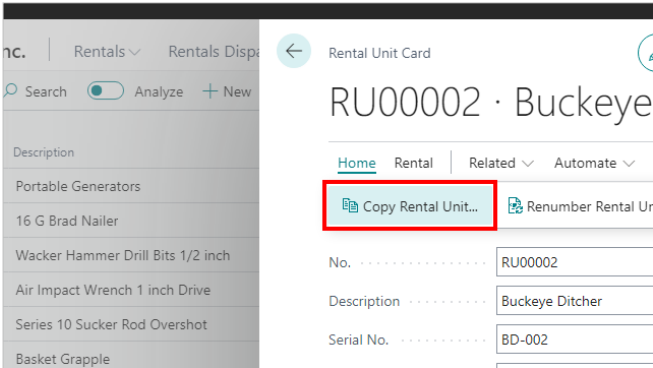 nc.
Rentals
Rentals Dispa
Search
Analyze
New
Description
Portable Generators
16 G Brad Nailer
Wacker Hammer Drill Bits 1/2 inch
Air Impact Wrench 1 inch Drive
Series 10 Sucker Rod Overshot
Basket Grapple
Rental Unit Card
RU00002 · Buckeye
Home
Rental
Related
Automate
Copy Rental Unit...
Renumber Rental Un
No.
RU00002
Description
Buckeye Ditcher
Serial No.
BD-002